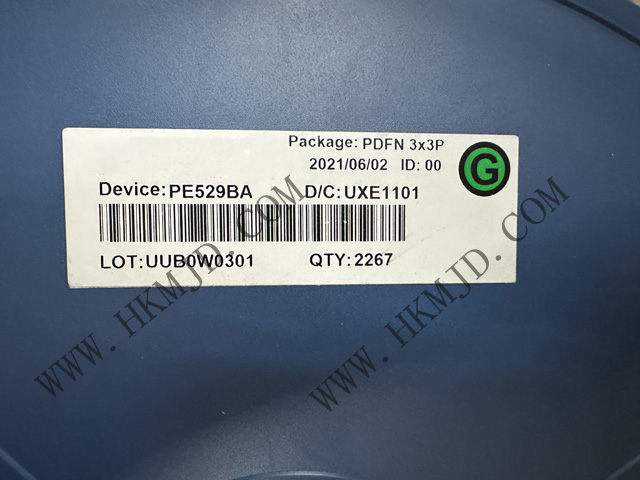 Package: PDFN 3x3P
2021/06/02 ID: 00
G
Device:PE529BA D/C:UXE1101
LOT:UUB0W0301 QTY:2267
WWW.HKMJD.COM
WWW.HKMJD.COM